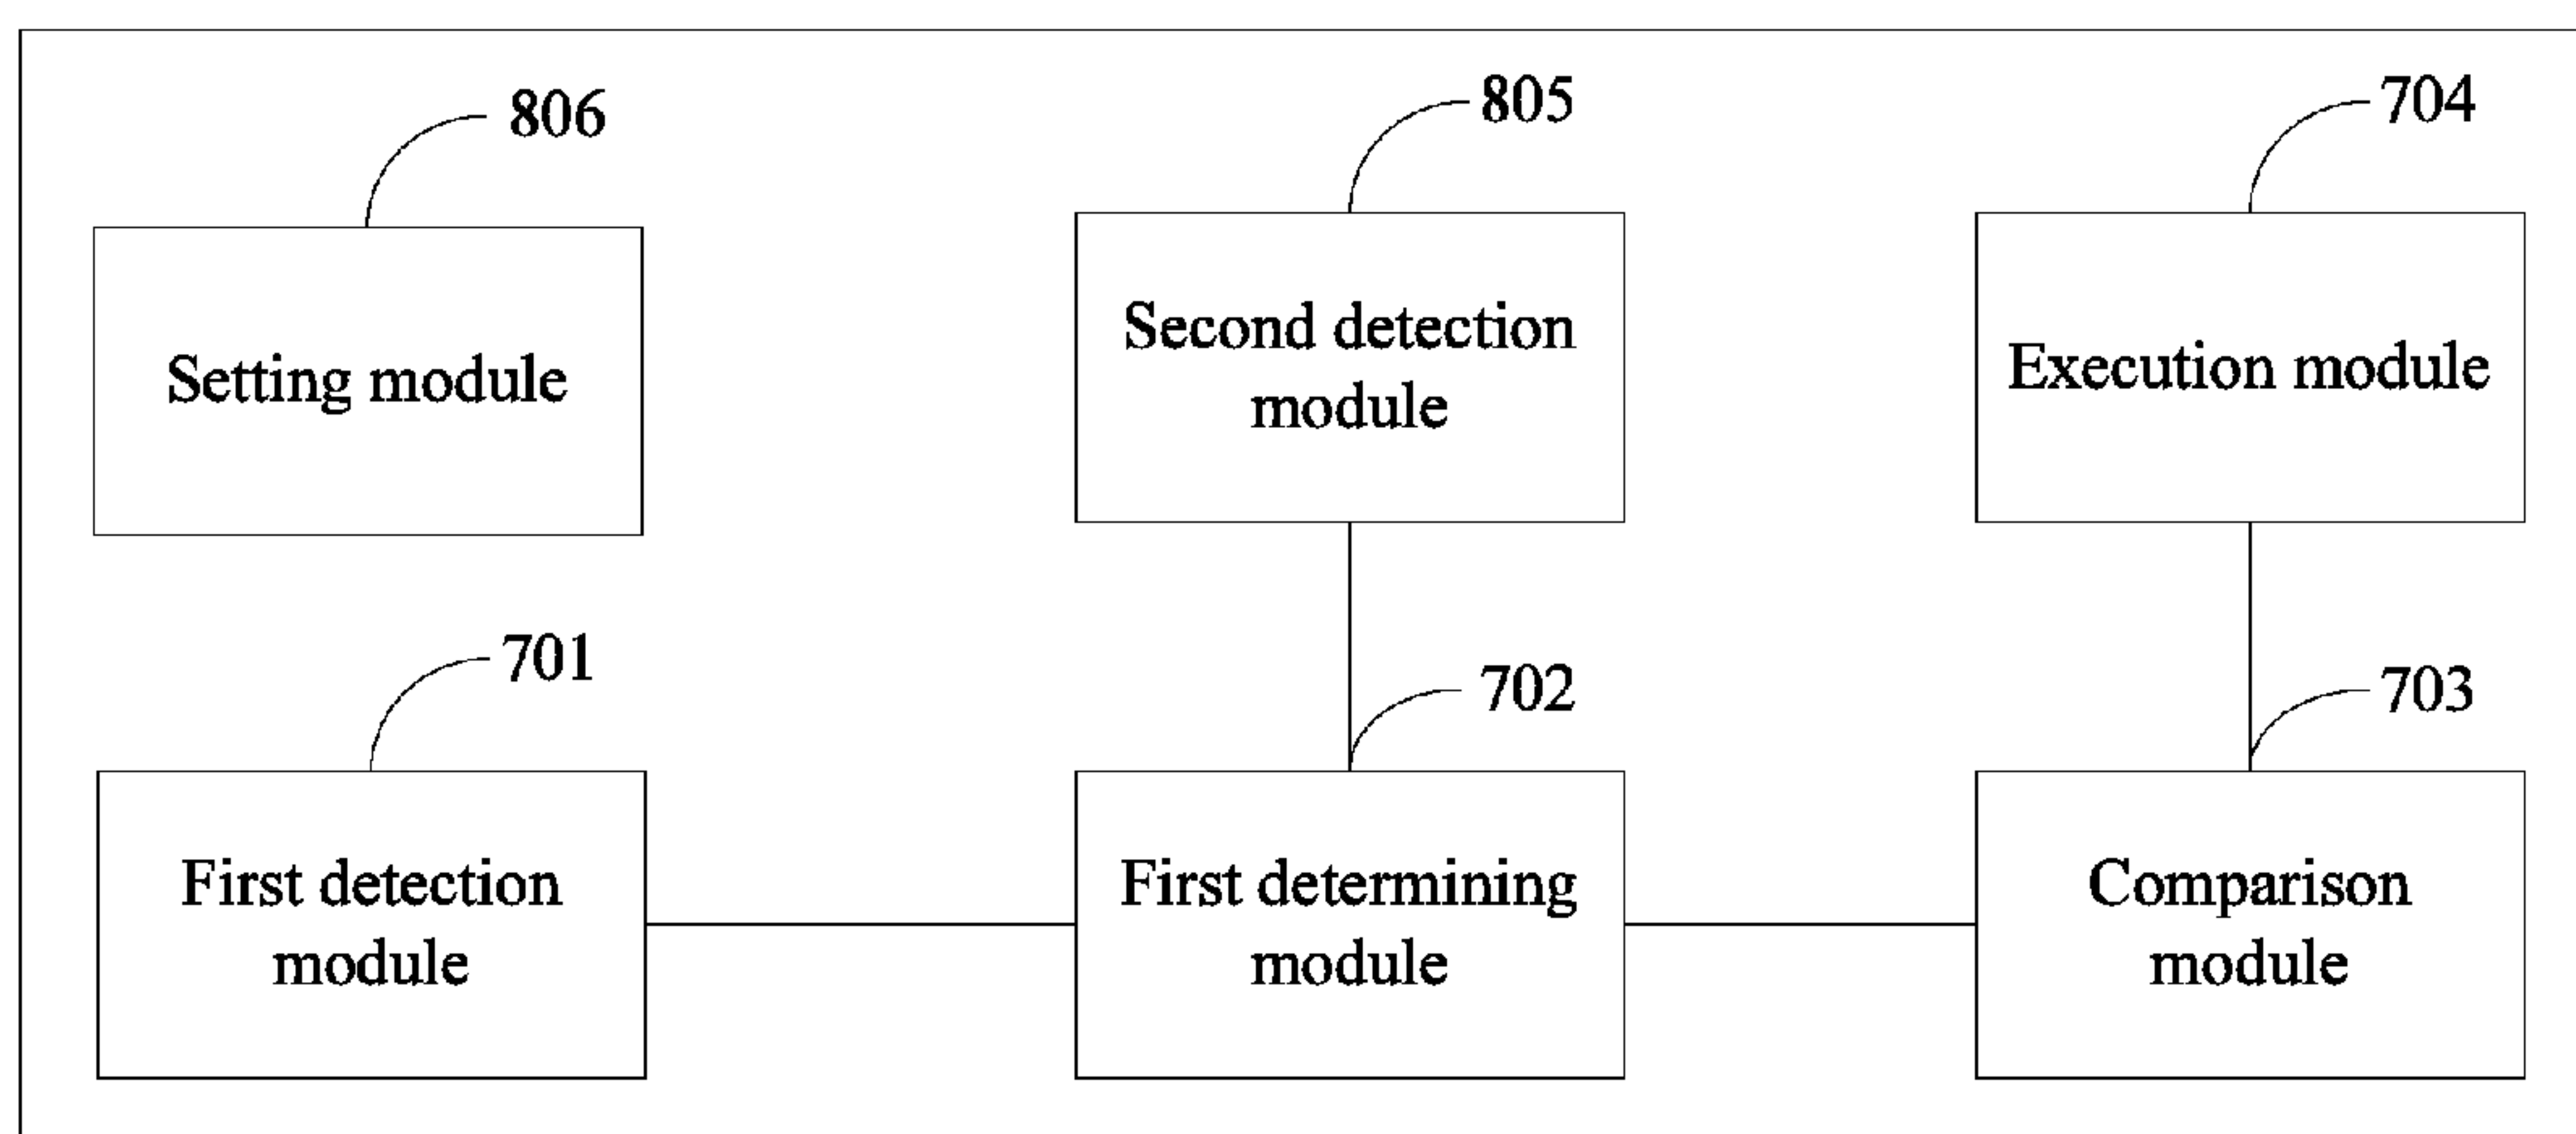 806
805
704
Setting module
Second detection
module
Execution module
701
702
703
First detection
module
First determining
module
Comparison
module